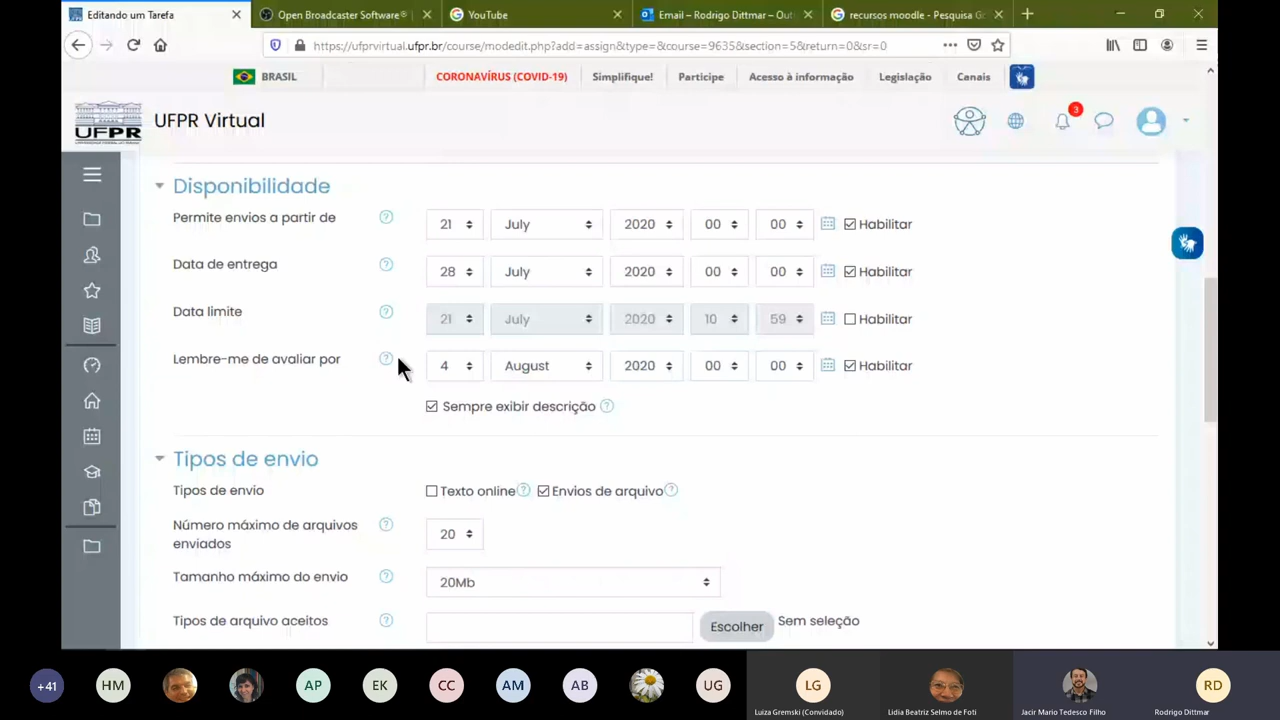 Editando um Tarefa
Open Broadcaster Software®
YouTube
Email – Rodrigo Dittmar – Out
recursos moodle - Pesquisa Go
https://ufprvirtual.ufpr.br/course/modedit.php?add=assign&type=&course=9635&section=5&return=0&sr=0
BRASIL
CORONAVÍRUS (COVID-19)
Simplifique!
Participe
Acesso à informação
Legislação
Canais
UFPR
UFPR Virtual
3
Disponibilidade
Permite envios a partir de ? 21 July 2020 00 00 Habilitar
Data de entrega ? 28 July 2020 00 00 Habilitar
Data limite ? 21 July 2020 10 59 Habilitar
Lembre-me de avaliar por ? 4 August 2020 00 00 Habilitar
Sempre exibir descrição ?
Tipos de envio
Tipos de envio Texto online ? Envios de arquivo ?
Número máximo de arquivos
enviados ? 20
Tamanho máximo do envio ? 20Mb
Tipos de arquivo aceitos ? Escolher Sem seleção
+41 HM AP EK CC AM AB UG LG RD
Luiza Gremski (Convidado)
Lidia Beatriz Selmo de Foti
Jacir Mario Tedesco Filho
Rodrigo Dittmar